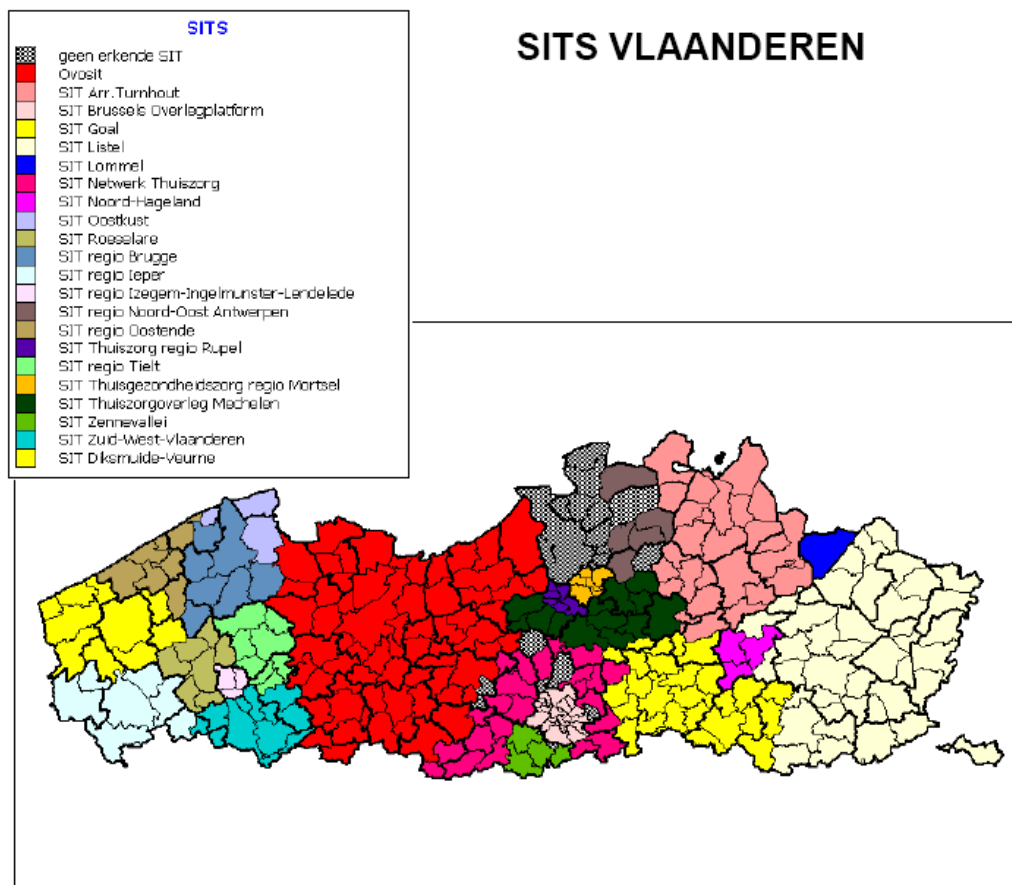 SITS
SITS VLAANDEREN
geen erkende SIT
Ovosit
SIT Arr.Turnhout
SIT Brussels Overlegplatform
SIT Goal
SIT Listel
SIT Lommel
SIT Netwerk Thuiszorg
SIT Noord-Hageland
SIT Oostkust
SIT Roeselare
SIT regio Brugge
SIT regio Ieper
SIT regio Izegem-Ingelmunster-Lendelede
SIT regio Noord-Oost Antwerpen
SIT regio Oostende
SIT Thuiszorg regio Rupel
SIT regio Tielt
SIT Thuisgezondheidszorg regio Mortsel
SIT Thuiszorgoverleg Mechelen
SIT Zennevallei
SIT Zuid-West-Vlaanderen
SIT Diksmuide-Veurne